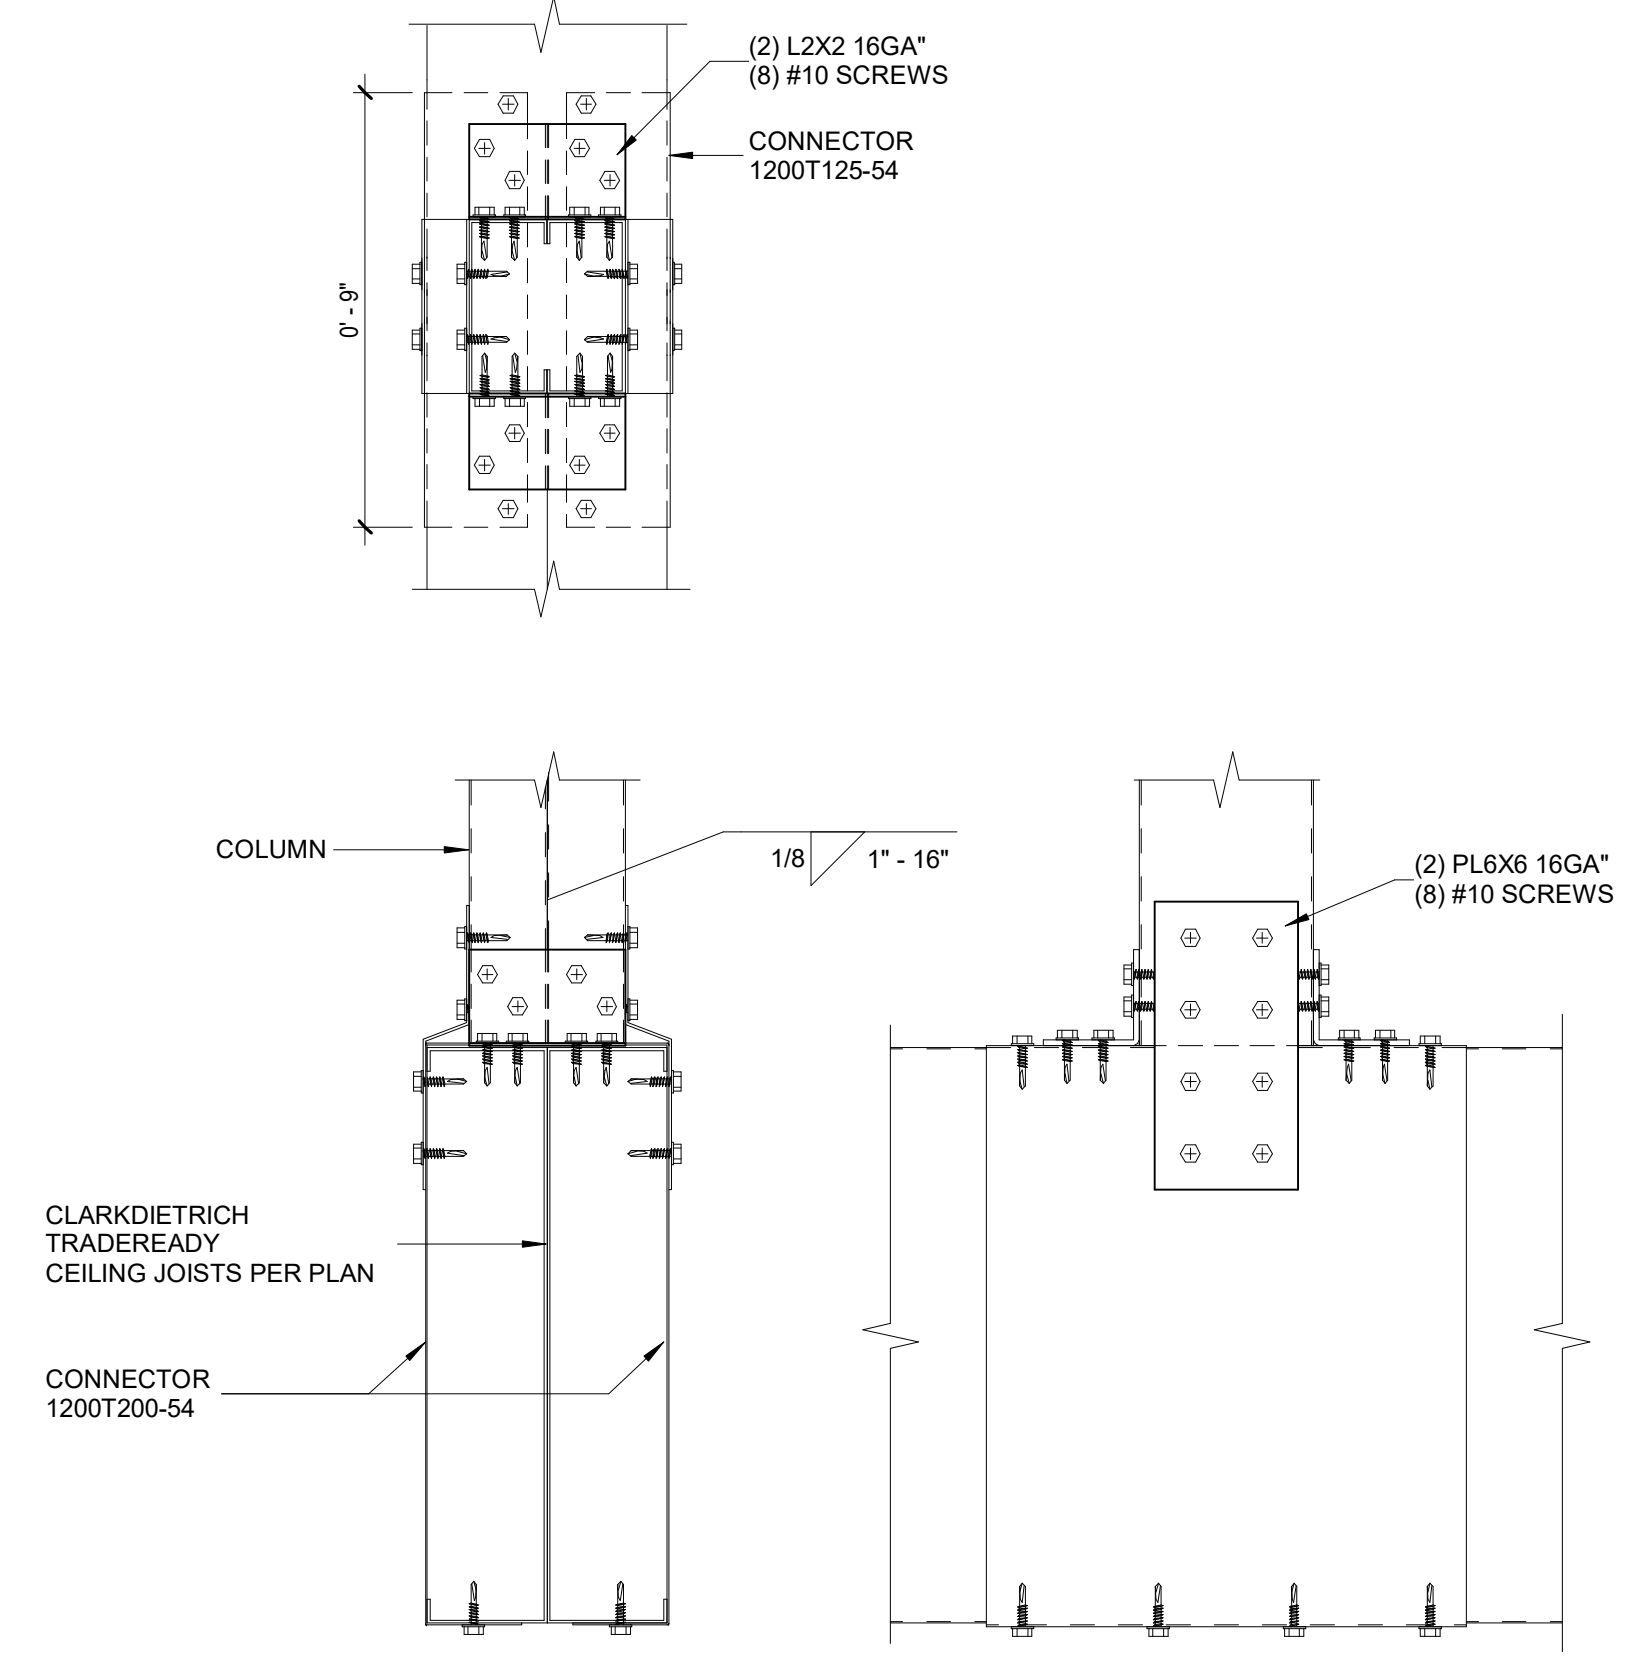 (2) L2X2 16GA"
(8) #10 SCREWS
CONNECTOR
1200T125-54
0' - 9"
COLUMN
1/8
1" - 16"
(2) PL6X6 16GA"
(8) #10 SCREWS
CLARKDIETRICH
TRADEREADY
CEILING JOISTS PER PLAN
CONNECTOR
1200T200-54